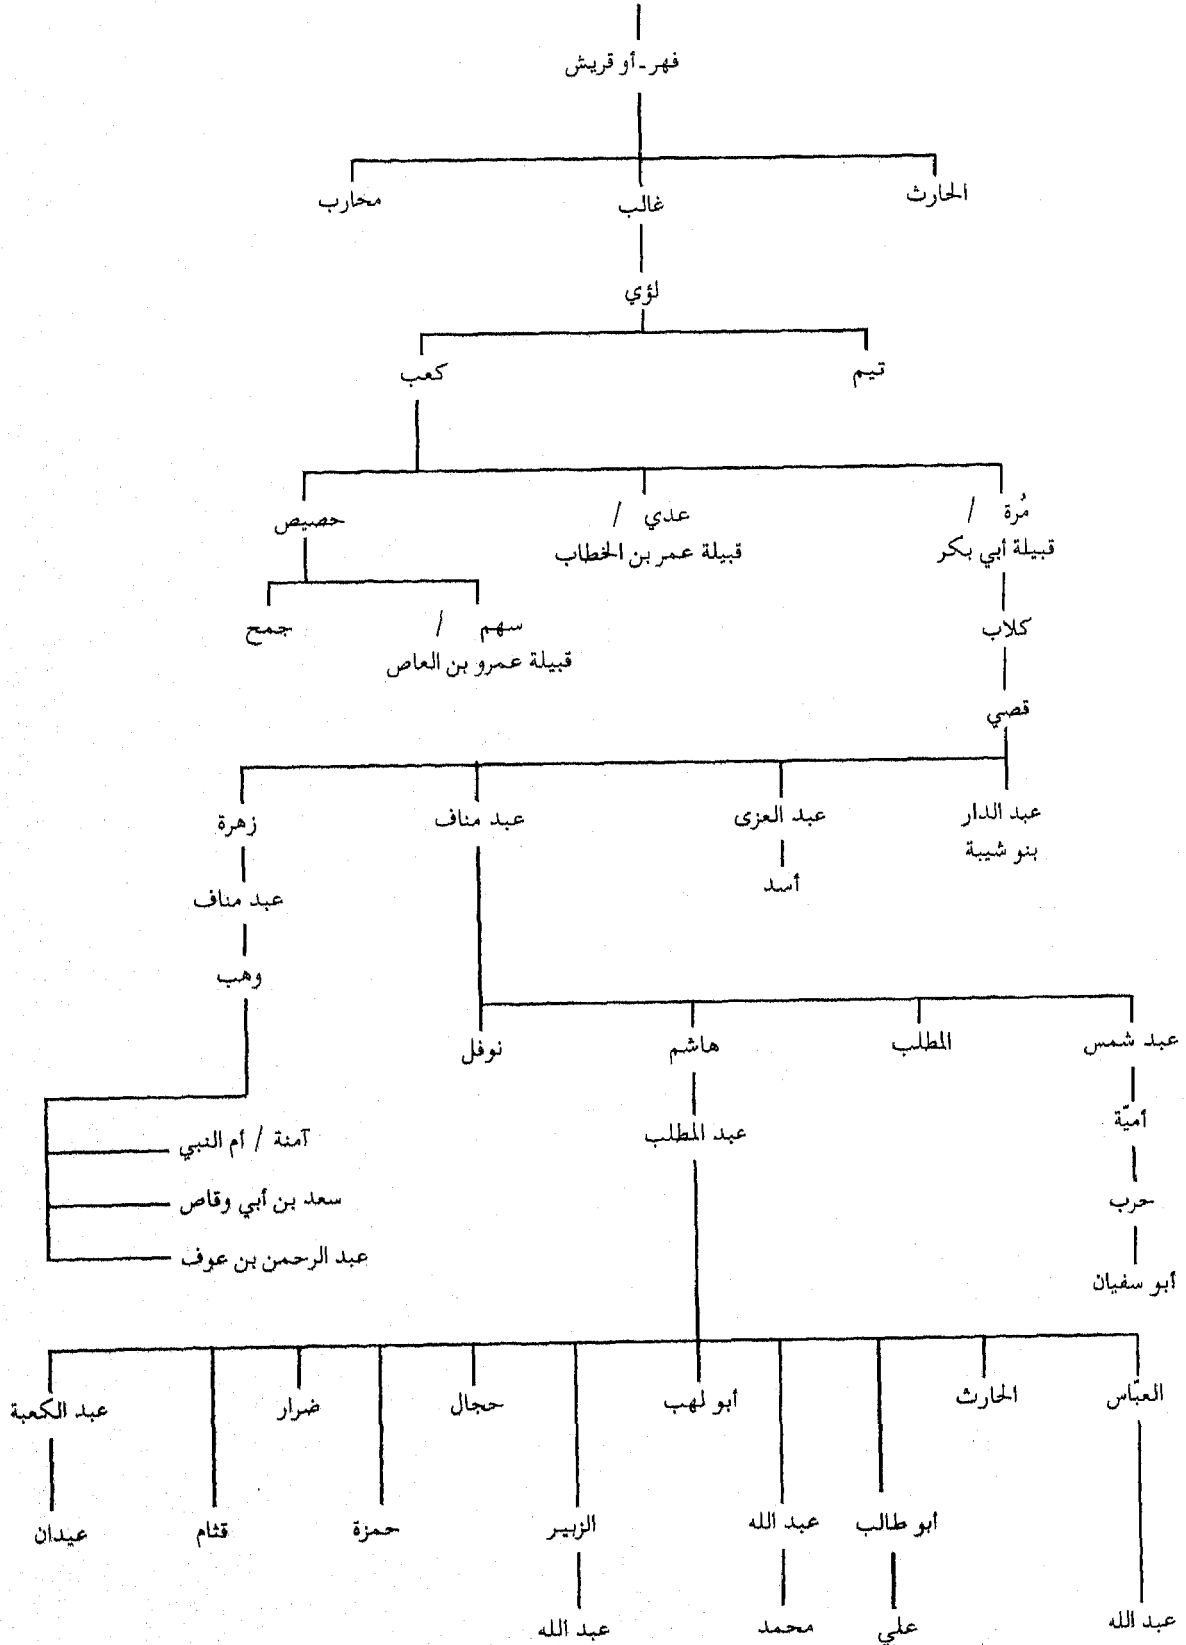 فهر - أو قريش
الحارث
غالب
محارب
لؤي
تيم
كعب
مُرة /
قبيلة أبي بكر
عدي /
قبيلة عمر بن الخطاب
حصيص
كلاب
سهم /
قبيلة عمرو بن العاص
جمح
قصي
عبد الدار
بنو شيبة
عبد العزى
أسد
عبد مناف
زهرة
عبد مناف
وهب
عبد شمس
المطلب
هاشم
نوفل
أميّة
عبد المطلب
آمنة / أم النبي
حرب
سعد بن أبي وقاص
عبد الرحمن بن عوف
أبو سفيان
العبّاس
الحارث
أبو لهب
حجال
ضرار
عبد الكعبة
أبو طالب
عبد الله
الزبير
حمزة
قثام
عيدان
عبد الله
علي
محمد
عبد الله